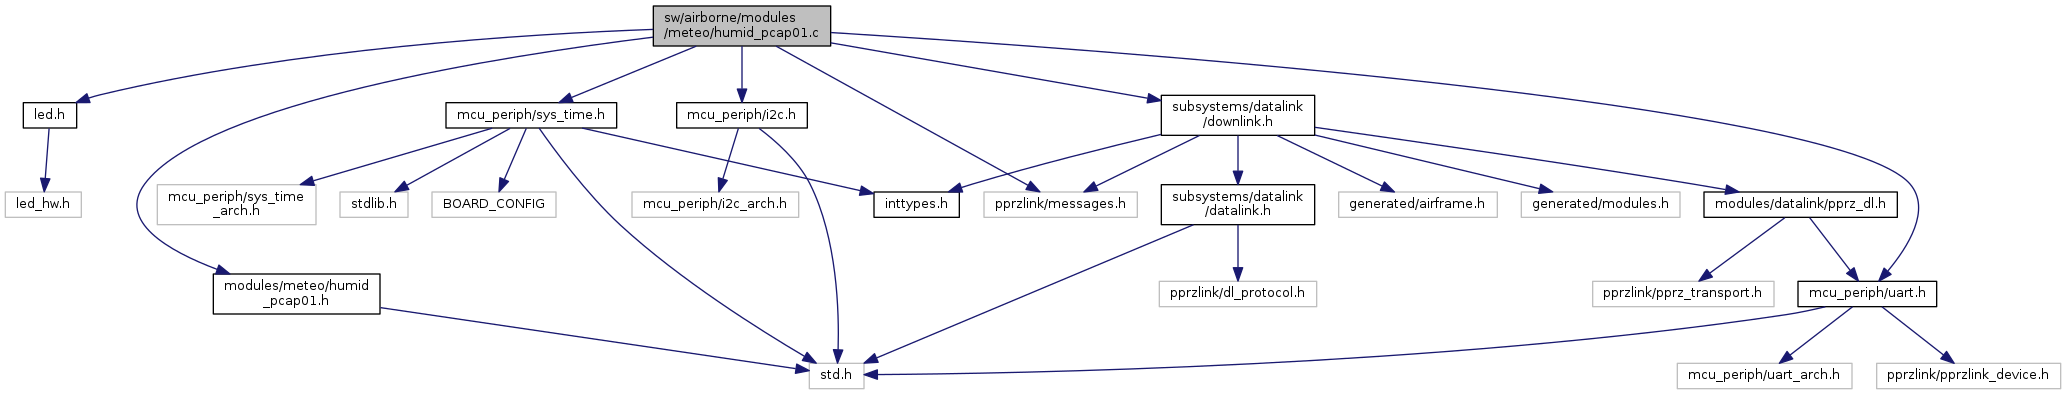 sw/airborne/modules
/meteo/humid_pcap01.c
led.h
mcu_periph/sys_time.h
mcu_periph/i2c.h
subsystems/datalink
/downlink.h
led_hw.h
mcu_periph/sys_time
_arch.h
stdlib.h
BOARD_CONFIG
mcu_periph/i2c_arch.h
inttypes.h
pprzlink/messages.h
subsystems/datalink
/datalink.h
generated/airframe.h
generated/modules.h
modules/datalink/pprz_dl.h
modules/meteo/humid
_pcap01.h
pprzlink/dl_protocol.h
pprzlink/pprz_transport.h
mcu_periph/uart.h
std.h
mcu_periph/uart_arch.h
pprzlink/pprzlink_device.h